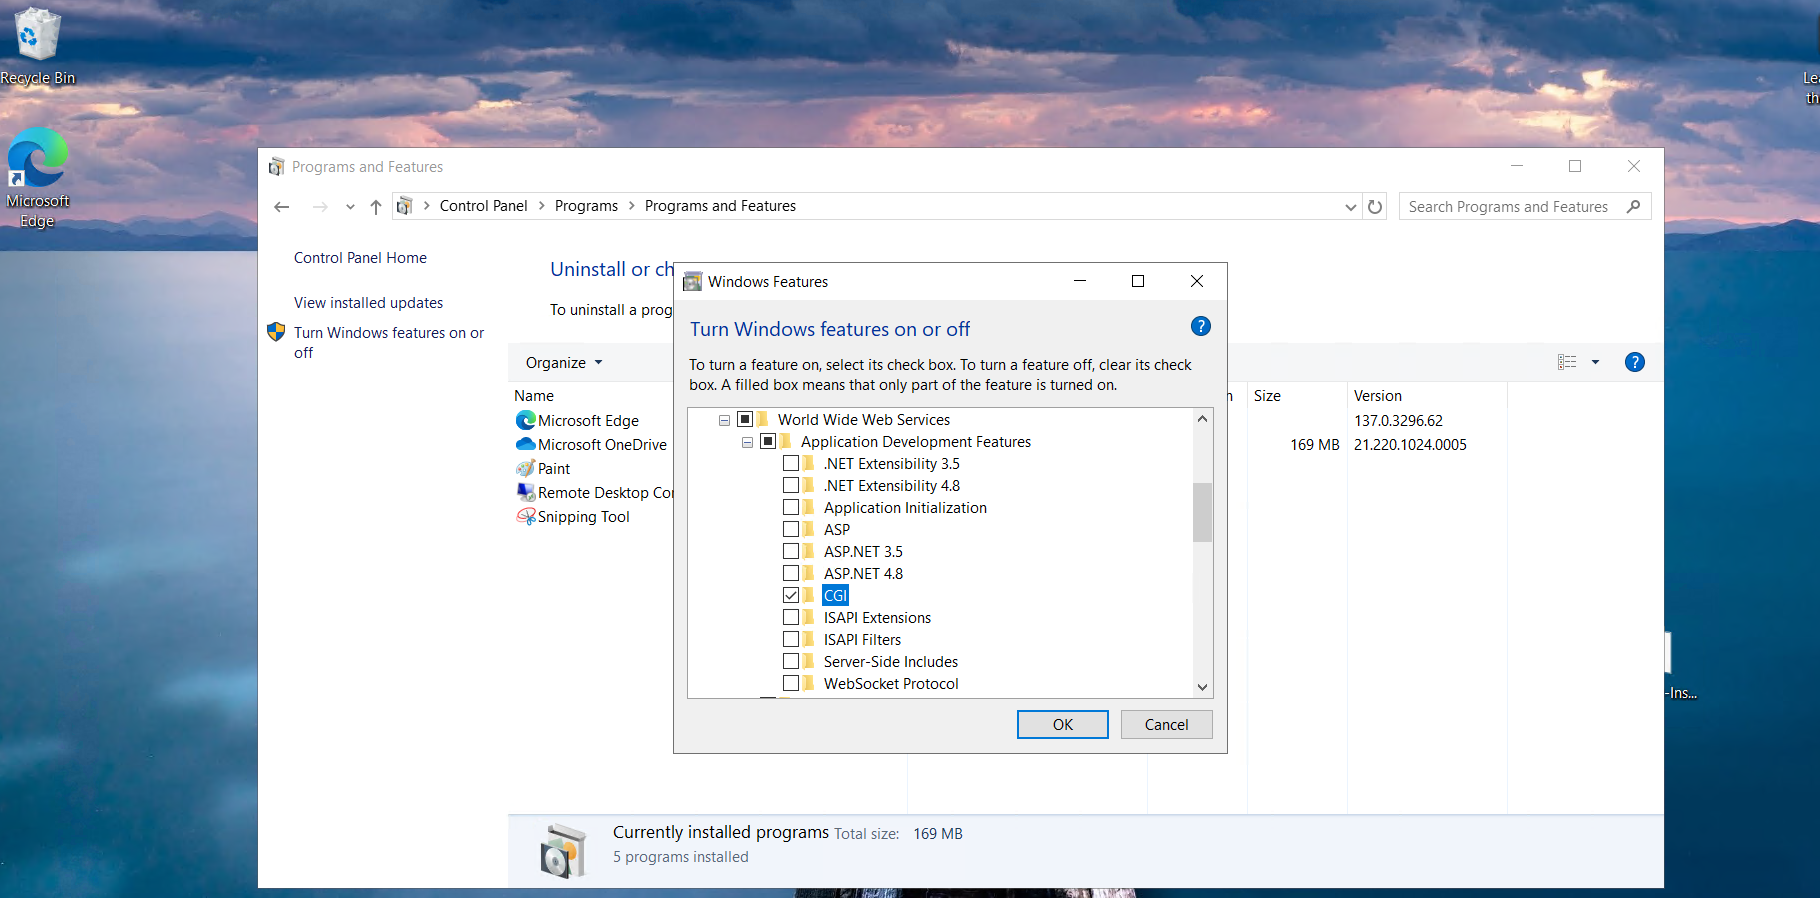 Recycle Bin
Microsoft
Edge
Lea
th
Programs and Features
Control Panel
Programs
Programs and Features
Search Programs and Features
Control Panel Home
View installed updates
Turn Windows features on or
off
Uninstall or ch
To uninstall a prog
Organize
Name
Size
Version
Microsoft Edge
137.0.3296.62
Microsoft OneDrive
169 MB
21.220.1024.0005
Paint
Remote Desktop Cor
Snipping Tool
Windows Features
Turn Windows features on or off
To turn a feature on, select its check box. To turn a feature off, clear its check
box. A filled box means that only part of the feature is turned on.
World Wide Web Services
Application Development Features
.NET Extensibility 3.5
.NET Extensibility 4.8
Application Initialization
ASP
ASP.NET 3.5
ASP.NET 4.8
CGI
ISAPI Extensions
ISAPI Filters
Server-Side Includes
WebSocket Protocol
OK
Cancel
-Ins...
Currently installed programs Total size: 169 MB
5 programs installed